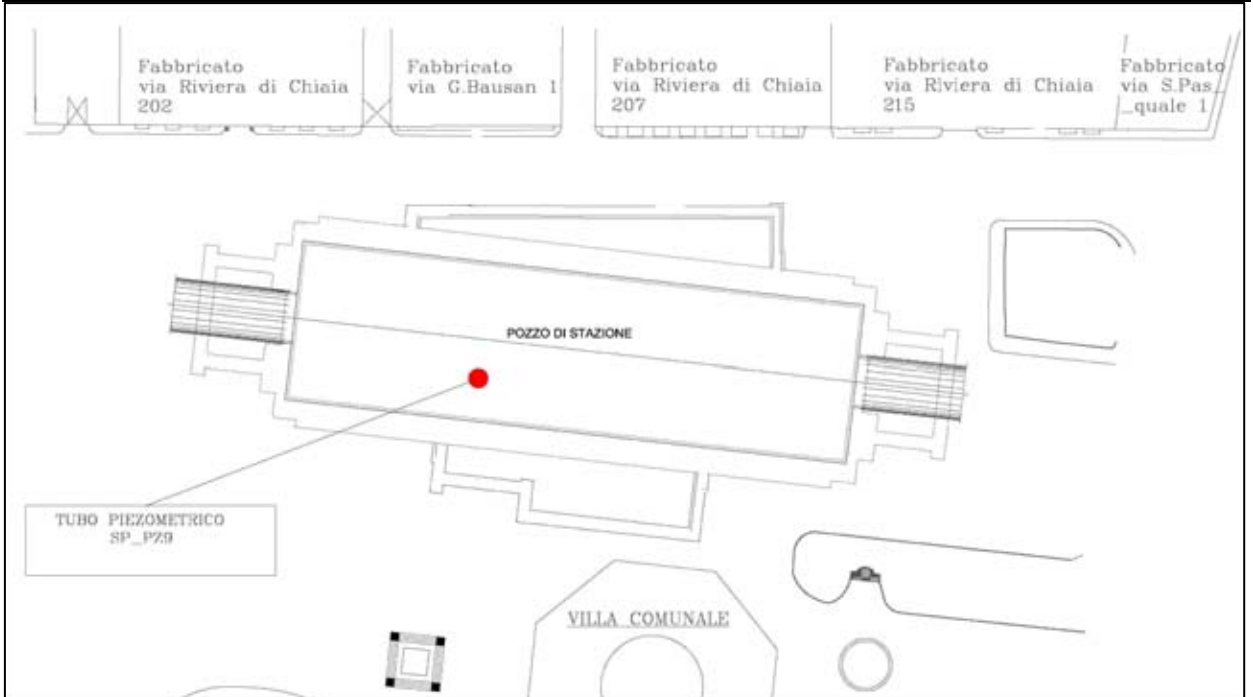 Fabbricato
via Riviera di Chiaia
202
Fabbricato
via G.Bausan 1
Fabbricato
via Riviera di Chiaia
207
Fabbricato
via Riviera di Chiaia
215
Fabbricato
via S.Pas_
_quale 1
POZZO DI STAZIONE
TUBO PIEZOMETRICO
SP_PZ9
VILLA COMUNALE